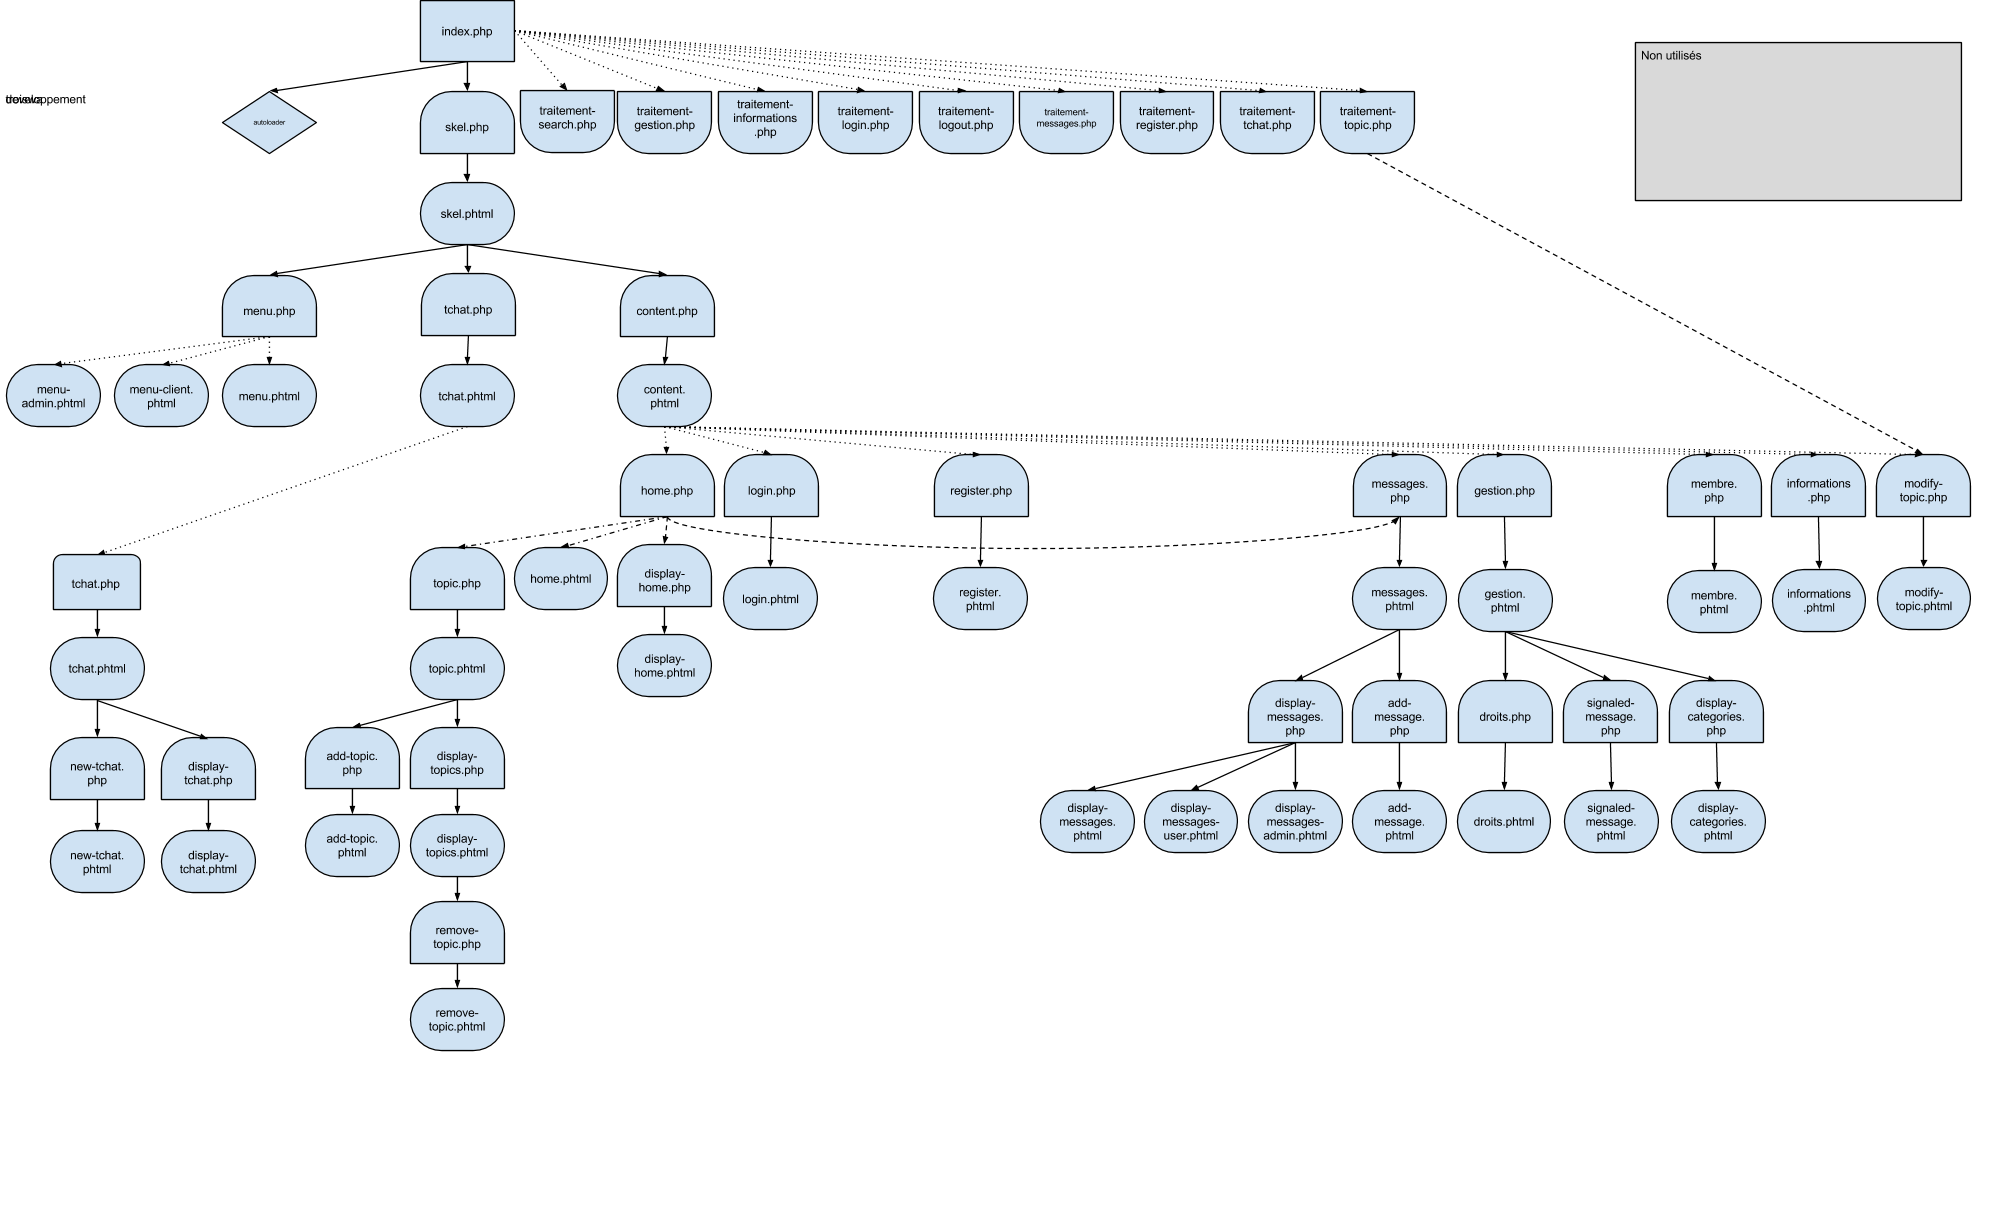 index.php
Non utilisés
autoloader
skel.php
traitement-
search.php
traitement-
gestion.php
traitement-
informations
.php
traitement-
login.php
traitement-
logout.php
traitement-
messages.php
traitement-
register.php
traitement-
tchat.php
traitement-
topic.php
skel.phtml
menu.php
tchat.php
content.php
menu-
admin.phtml
menu-client.
phtml
menu.phtml
tchat.phtml
content.
phtml
home.php
login.php
register.php
messages.
php
gestion.php
membre.
php
informations
.php
modify-
topic.php
tchat.php
topic.php
home.phtml
display-
home.php
login.phtml
register.
phtml
messages.
phtml
gestion.
phtml
membre.
phtml
informations
.phtml
modify-
topic.phtml
tchat.phtml
topic.phtml
display-
home.phtml
display-
messages.
php
add-
message.
php
droits.php
signaled-
message.
php
display-
categories.
php
new-tchat.
php
display-
tchat.php
add-topic.
php
display-
topics.php
display-
messages.
phtml
display-
messages-
user.phtml
display-
messages-
admin.phtml
add-
message.
phtml
droits.phtml
signaled-
message.
phtml
display-
categories.
phtml
new-tchat.
phtml
display-
tchat.phtml
add-topic.
phtml
display-
topics.phtml
remove-
topic.php
remove-
topic.phtml